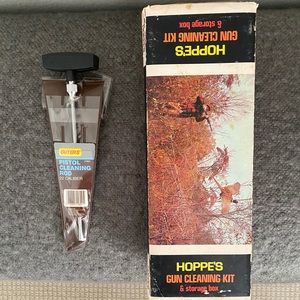 HOPPE'S
GUN CLEANING KIT
& storage box
OUTERS
PISTOL
CLEANING
ROD
22 CALIBER
HOPPE'S
GUN CLEANING KIT
& storage box